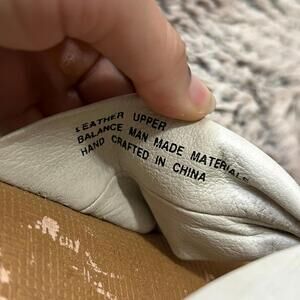 LEATHER UPPER
BALANCE MAN MADE MATERIALS
HAND CRAFTED IN CHINA